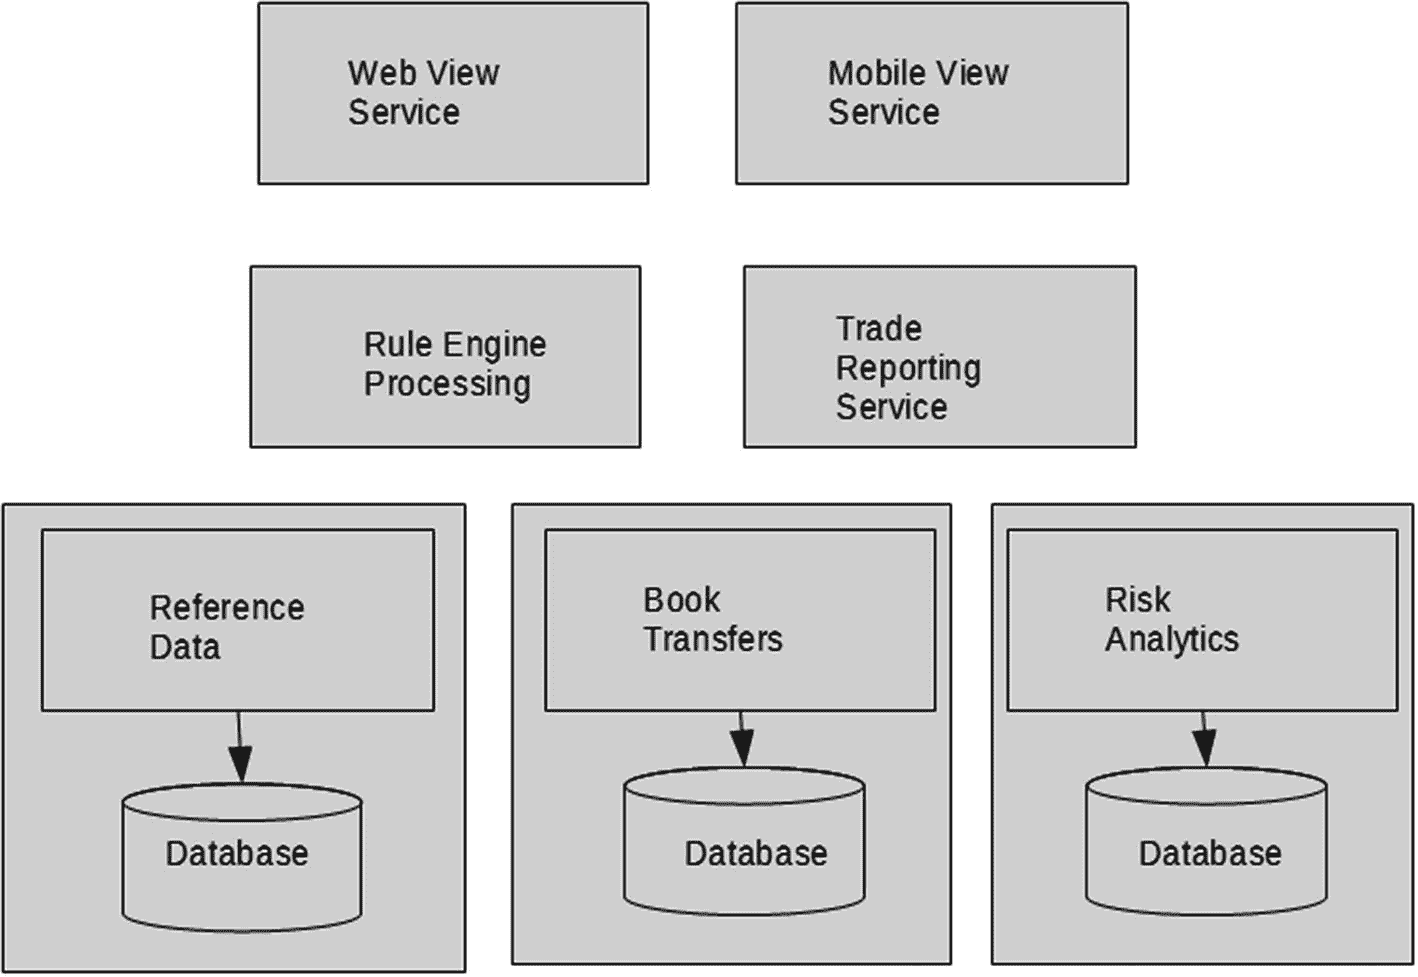 Web View
Service
Mobile View
Service
Rule Engine
Processing
Trade
Reporting
Service
Reference
Data
Book
Transfers
Risk
Analytics
Database
Database
Database